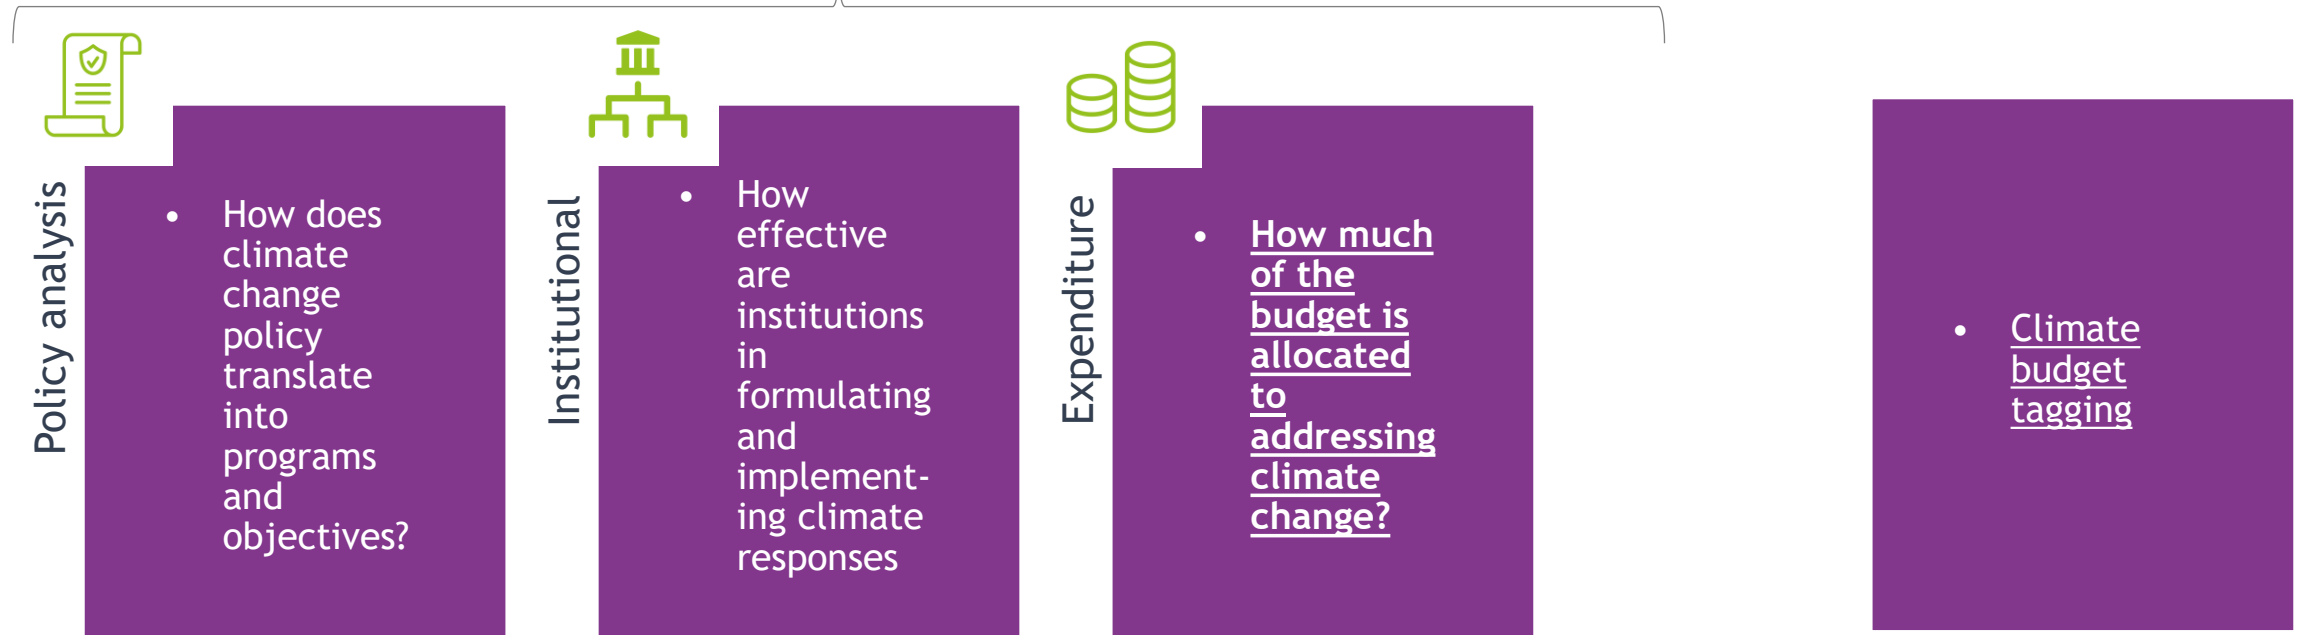 Policy analysis
• How does
climate
change
policy
translate
into
programs
and
objectives?
Institutional
• How
effective
are
institutions
in
formulating
and
implement-
ing climate
responses
Expenditure
• How much
of the
budget is
allocated
to
addressing
climate
change?
• Climate
budget
tagging